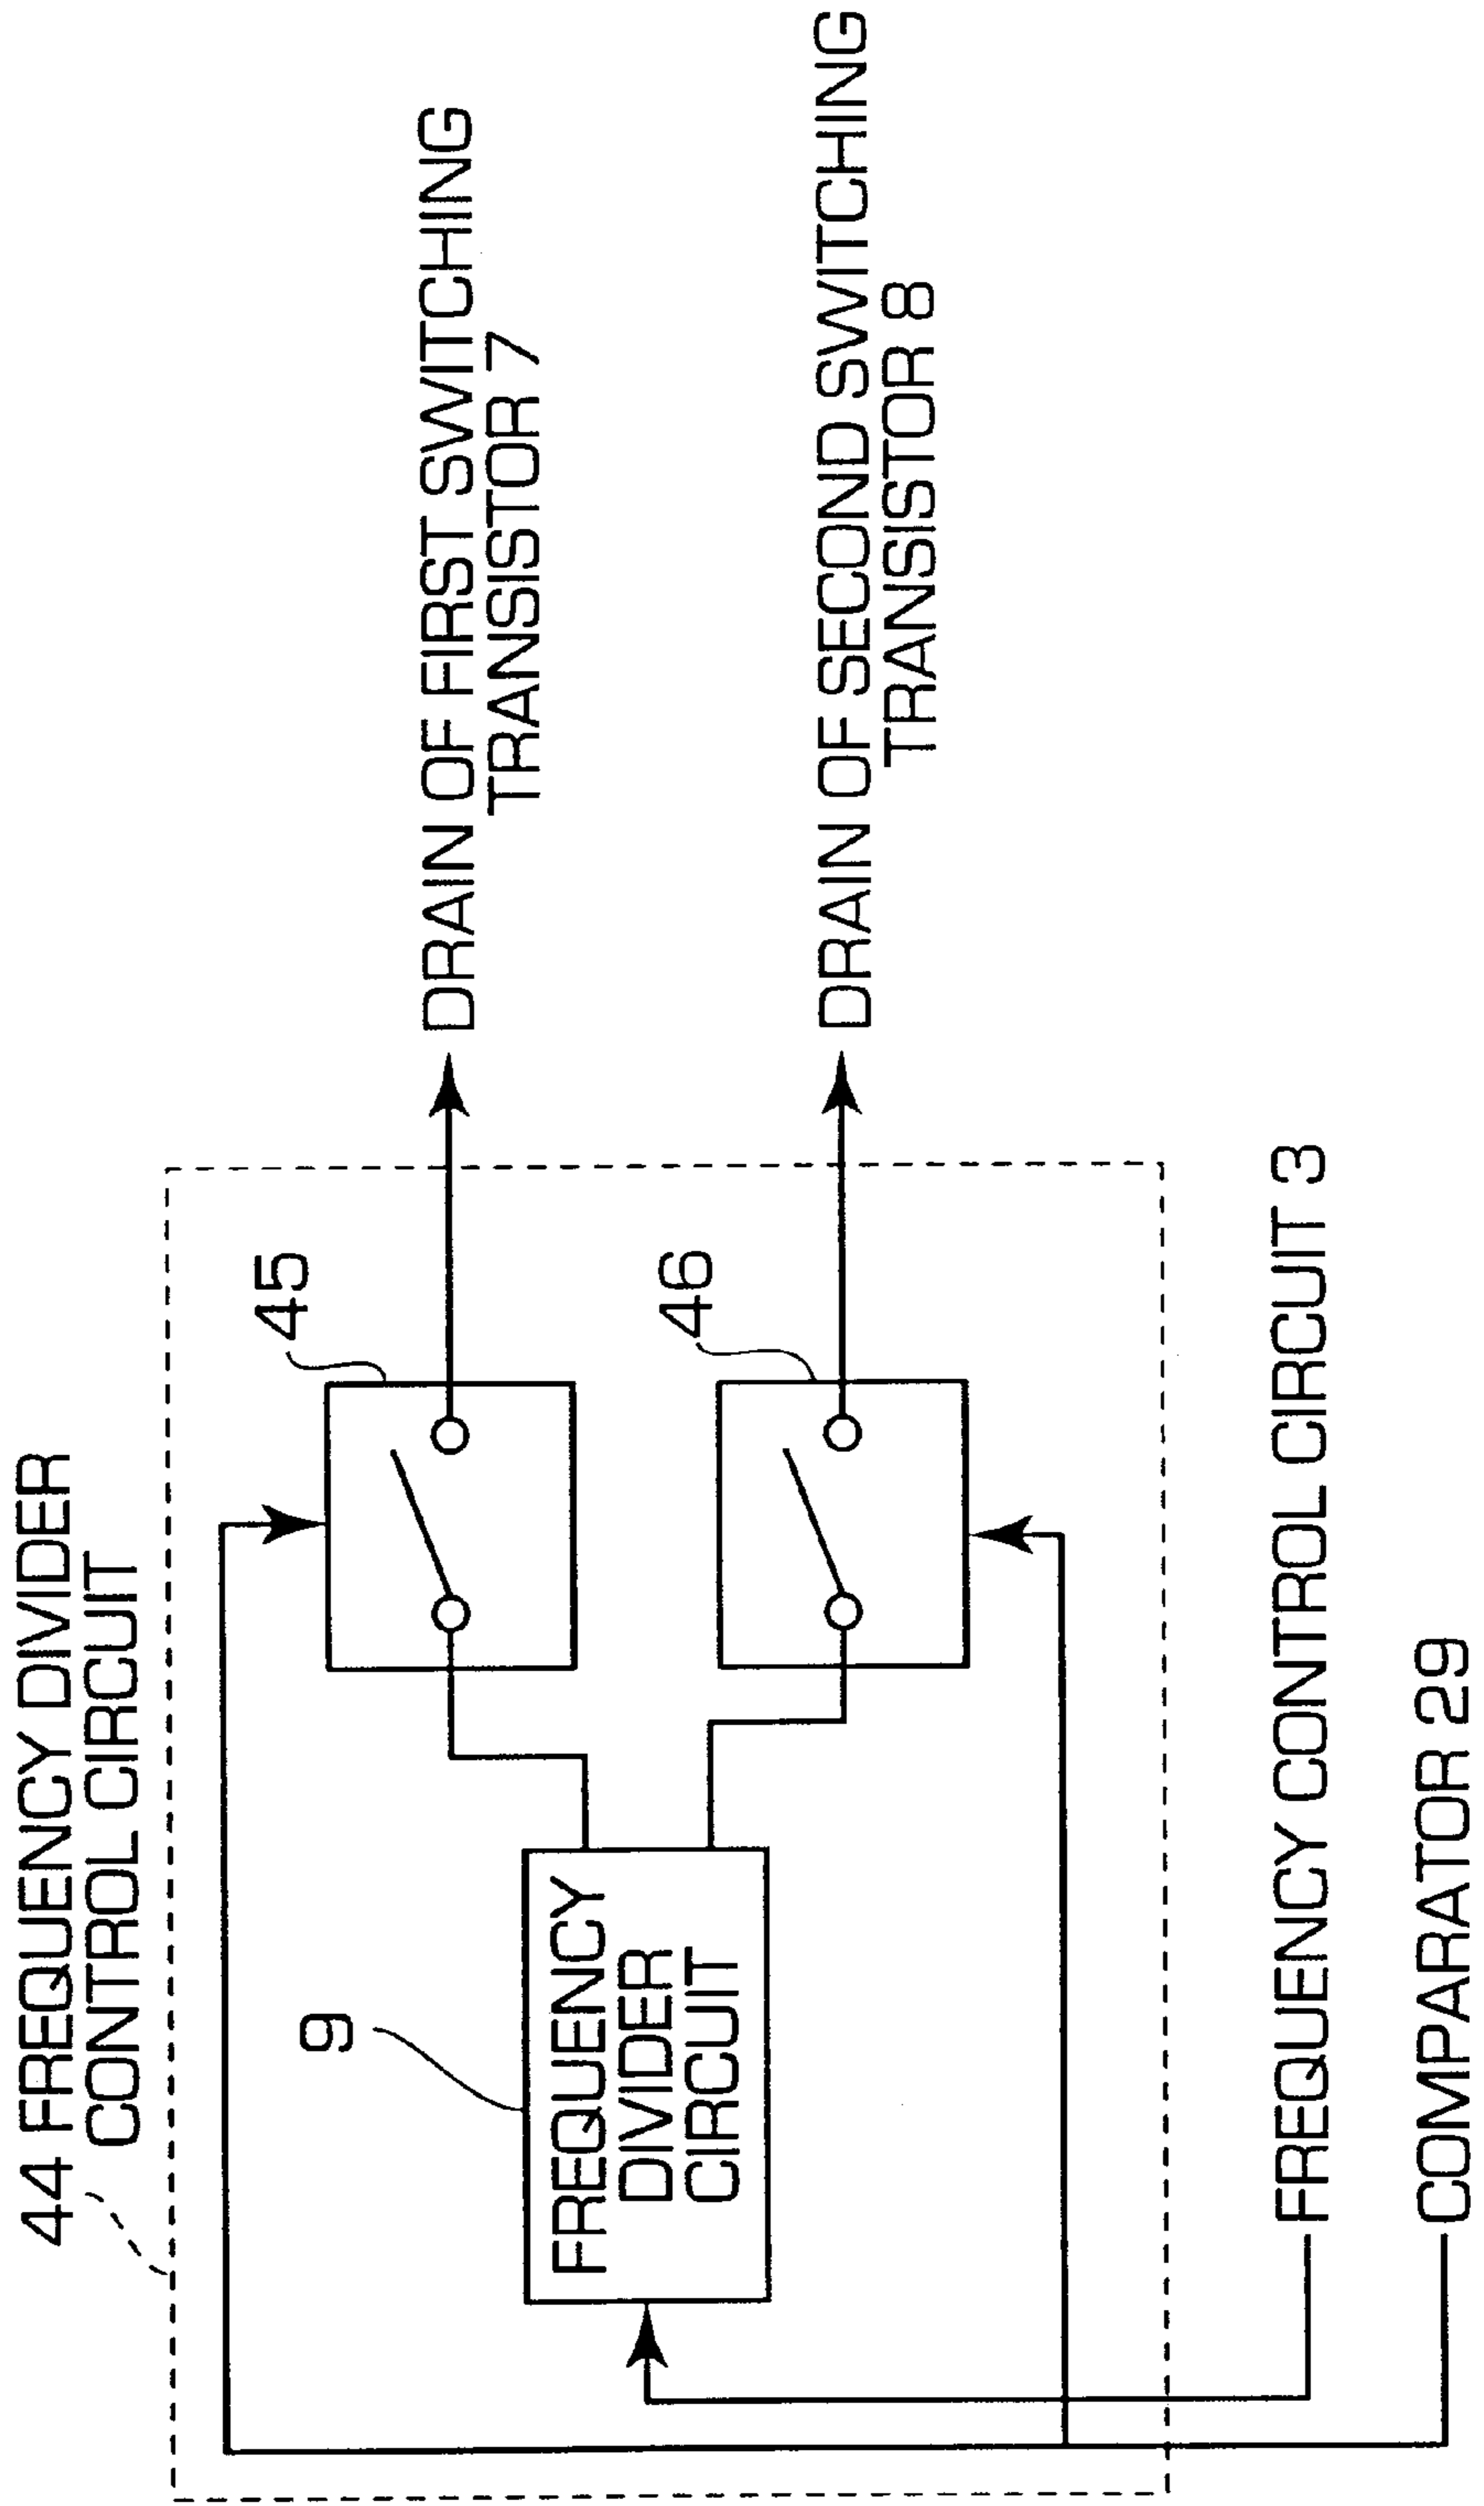 44 FREQUENCY DIVIDER
CONTROL CIRCUIT
45
DRAIN OF FIRST SWITCHING
TRANSISTOR 7
9
FREQUENCY
DIVIDER
CIRCUIT
46
DRAIN OF SECOND SWITCHING
TRANSISTOR 8
FREQUENCY CONTROL CIRCUIT 3
COMPARATOR 29